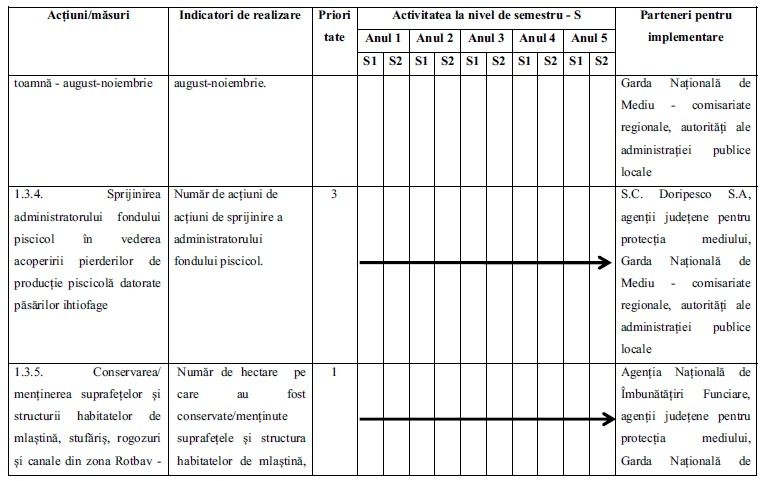 Acțiuni/măsuri
Indicatori de realizare
Priori
tate
Activitatea la nivel de semestru - S
Parteneri pentru
implementare
Anul 1
Anul 2
Anul 3
Anul 4
Anul 5
S1 S2 S1 S2 S1 S2 S1 S2 S1 S2
toamnă - august-noiembrie
august-noiembrie.
Garda Națională de
Mediu - comisariate
regionale, autorități ale
administrației publice
locale
1.3.4. Sprijinirea
administratorului fondului
piscicol în vederea
acoperirii pierderilor de
producție piscicolă datorate
păsărilor ihtiofage
Număr de acțiuni de
acțiuni de sprijinire a
administratorului
fondului piscicol.
3
S.C. Doripesco S.A,
agenții județene pentru
protecția mediului,
Garda Națională de
Mediu - comisariate
regionale, autorități ale
administrației publice
locale
1.3.5. Conservarea/
menținerea suprafețelor și
structurii habitatelor de
mlaștină, stufăriș, rogozuri
și canale din zona Rotbav -
Număr de hectare pe
care au fost
conservate/menținute
suprafețele și structura
habitatelor de mlaștină,
1
Agenția Națională de
Îmbunătățiri Funciare,
agenții județene pentru
protecția mediului,
Garda Națională de